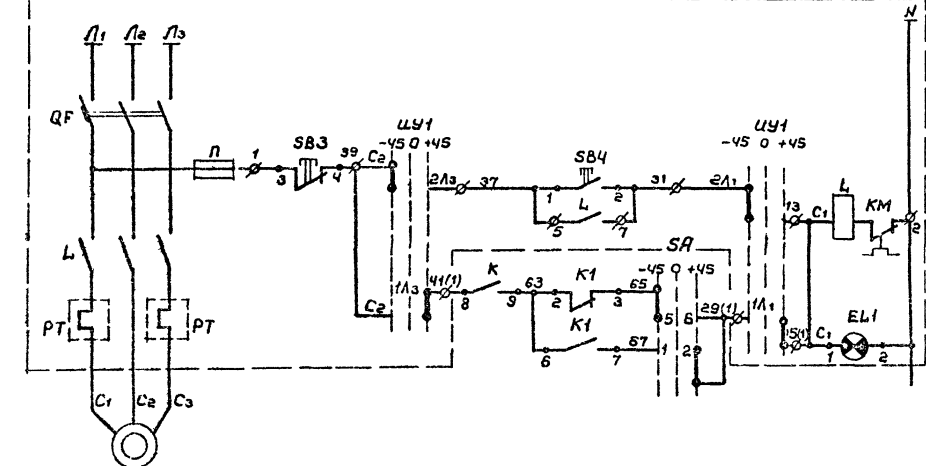 Л1 Л2 Л3
N
QF
П
1
SB3
3
4
39
С2
ЦУ1
-45 0 +45
2Л3
37
SB4
1
2
L
5
7
31
2Л1
ЦУ1
-45 0 +45
13
С1
L
KM
2
L
РТ
РТ
С2
1Л3
41(1)
8
К
9
63
2
К1
3
65
SA
-45 0 +45
5
6
29(1)
1Л1
К1
6
7
67
1
2
15(1)
С1
1
EL1
2
С1
С2
С3